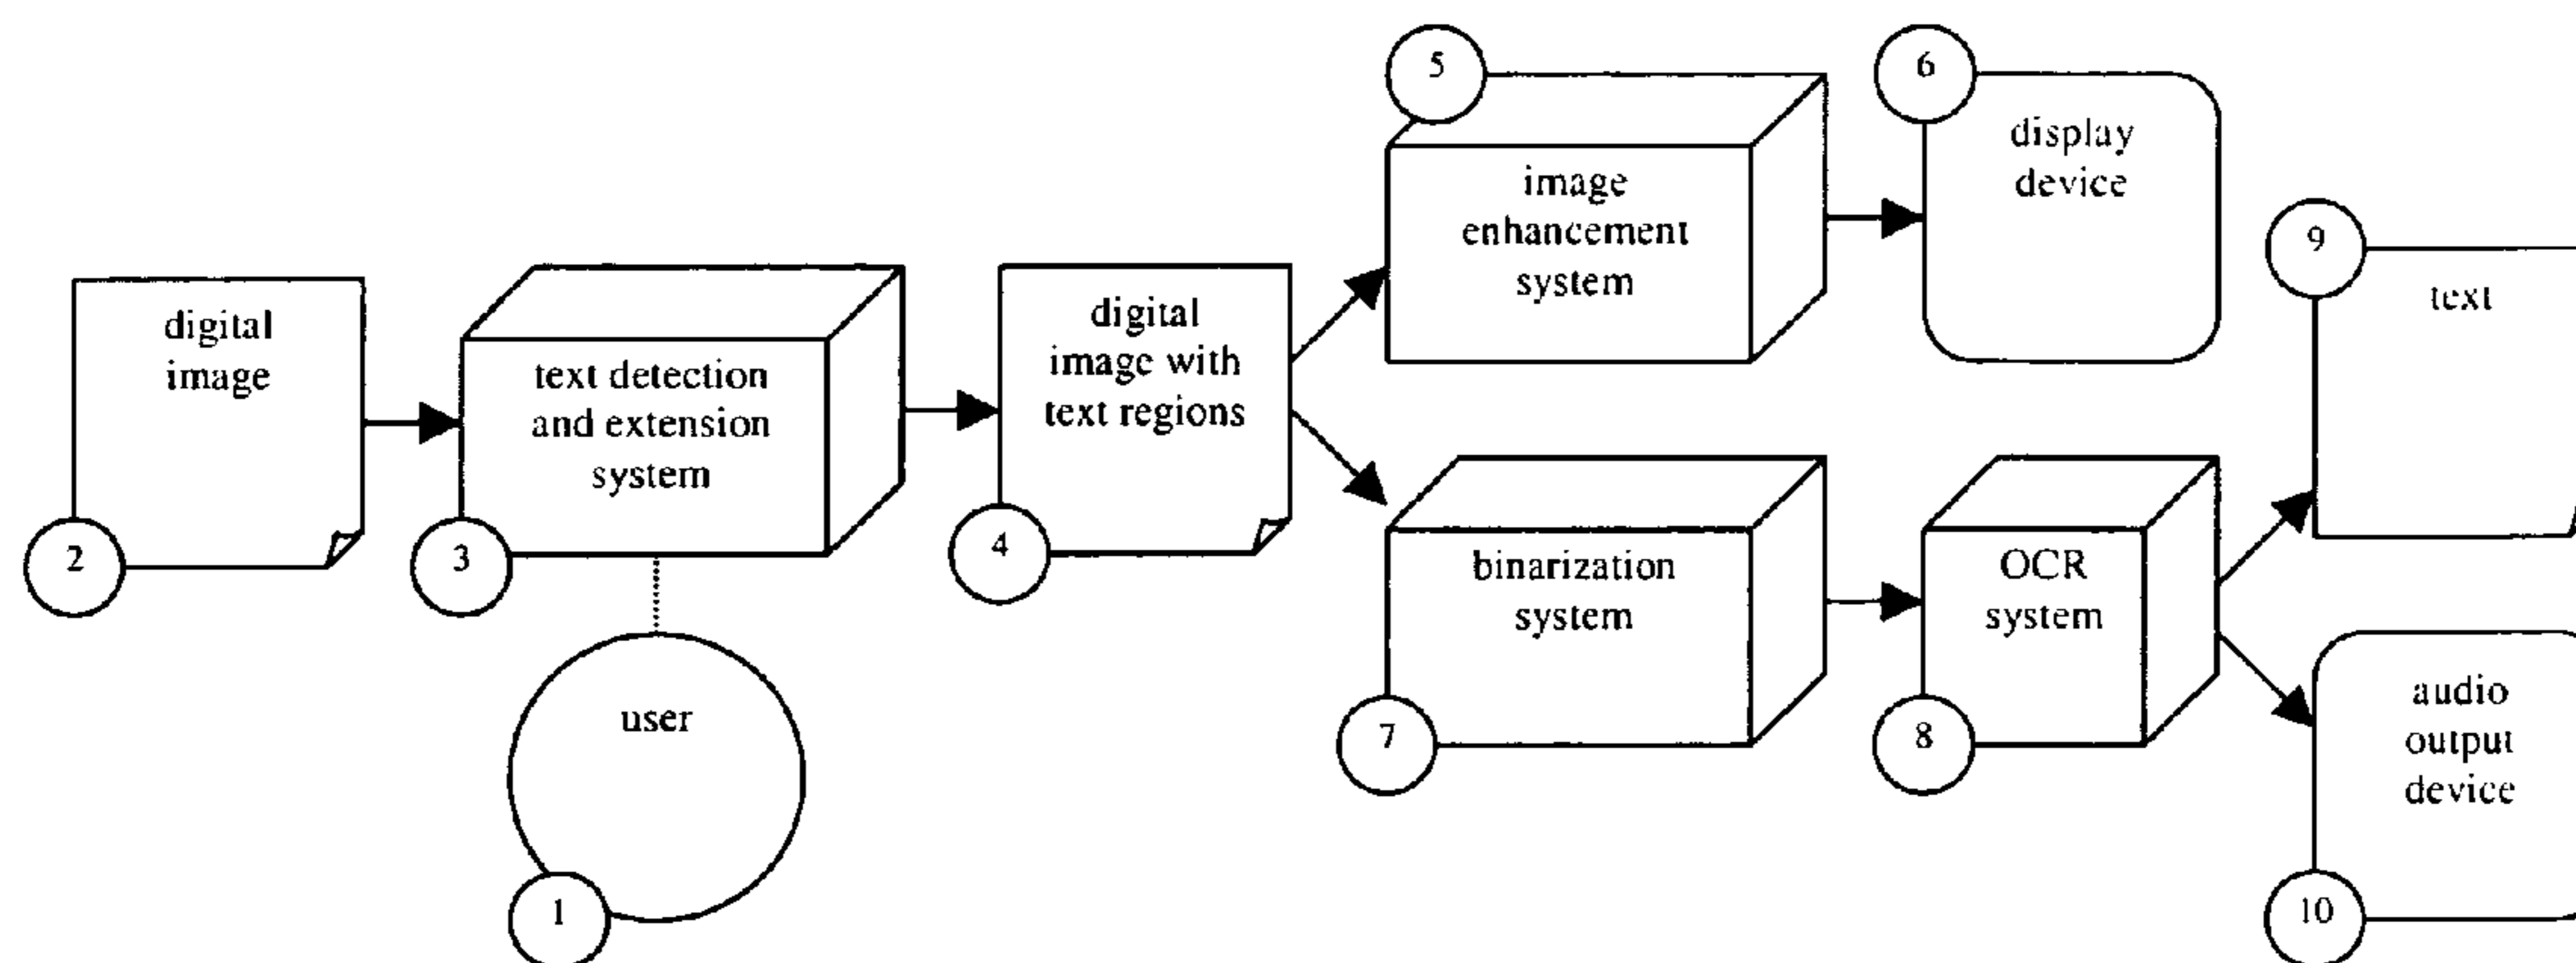 digital
image
2
text detection
and extension
system
3
user
1
digital
image with
text regions
4
5
image
enhancement
system
6
display
device
binarization
system
7
OCR
system
8
9
text
audio
output
device
10